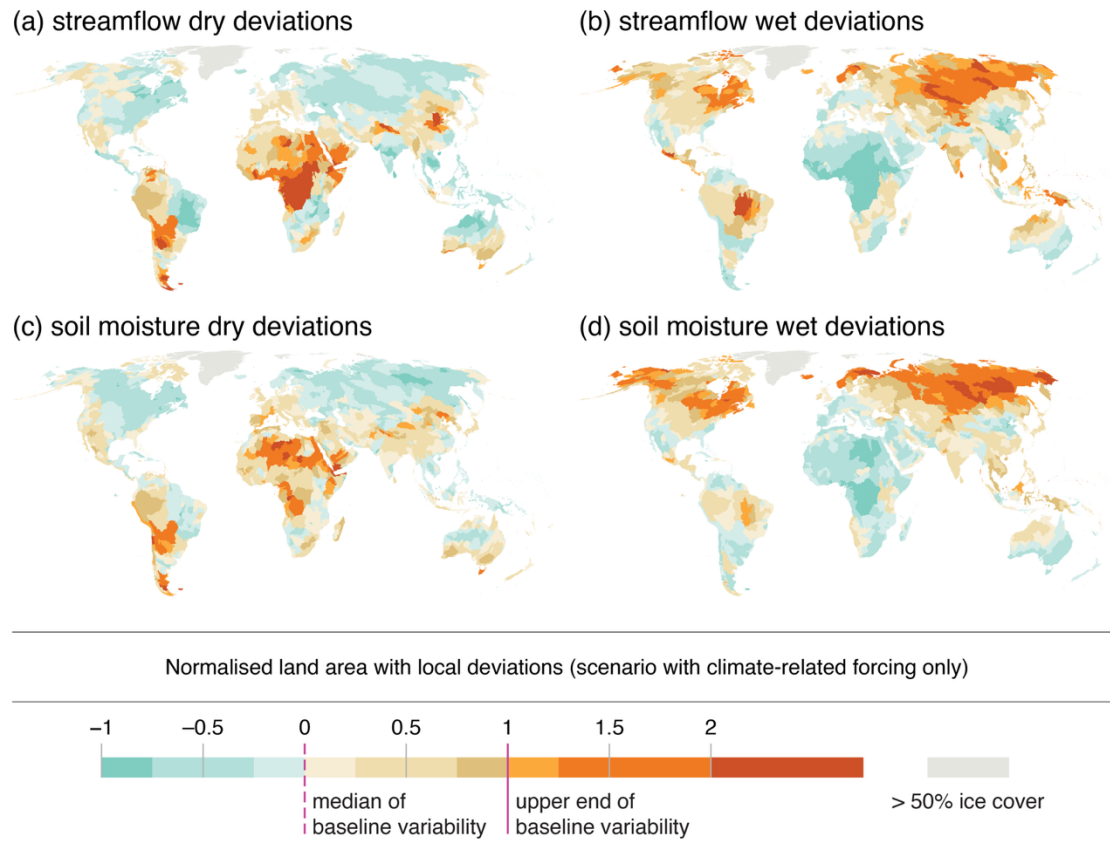 (a) streamflow dry deviations
(b) streamflow wet deviations
(c) soil moisture dry deviations
(d) soil moisture wet deviations
Normalised land area with local deviations (scenario with climate-related forcing only)
−1 −0.5 0 0.5 1 1.5 2
median of
baseline variability
upper end of
baseline variability
> 50% ice cover